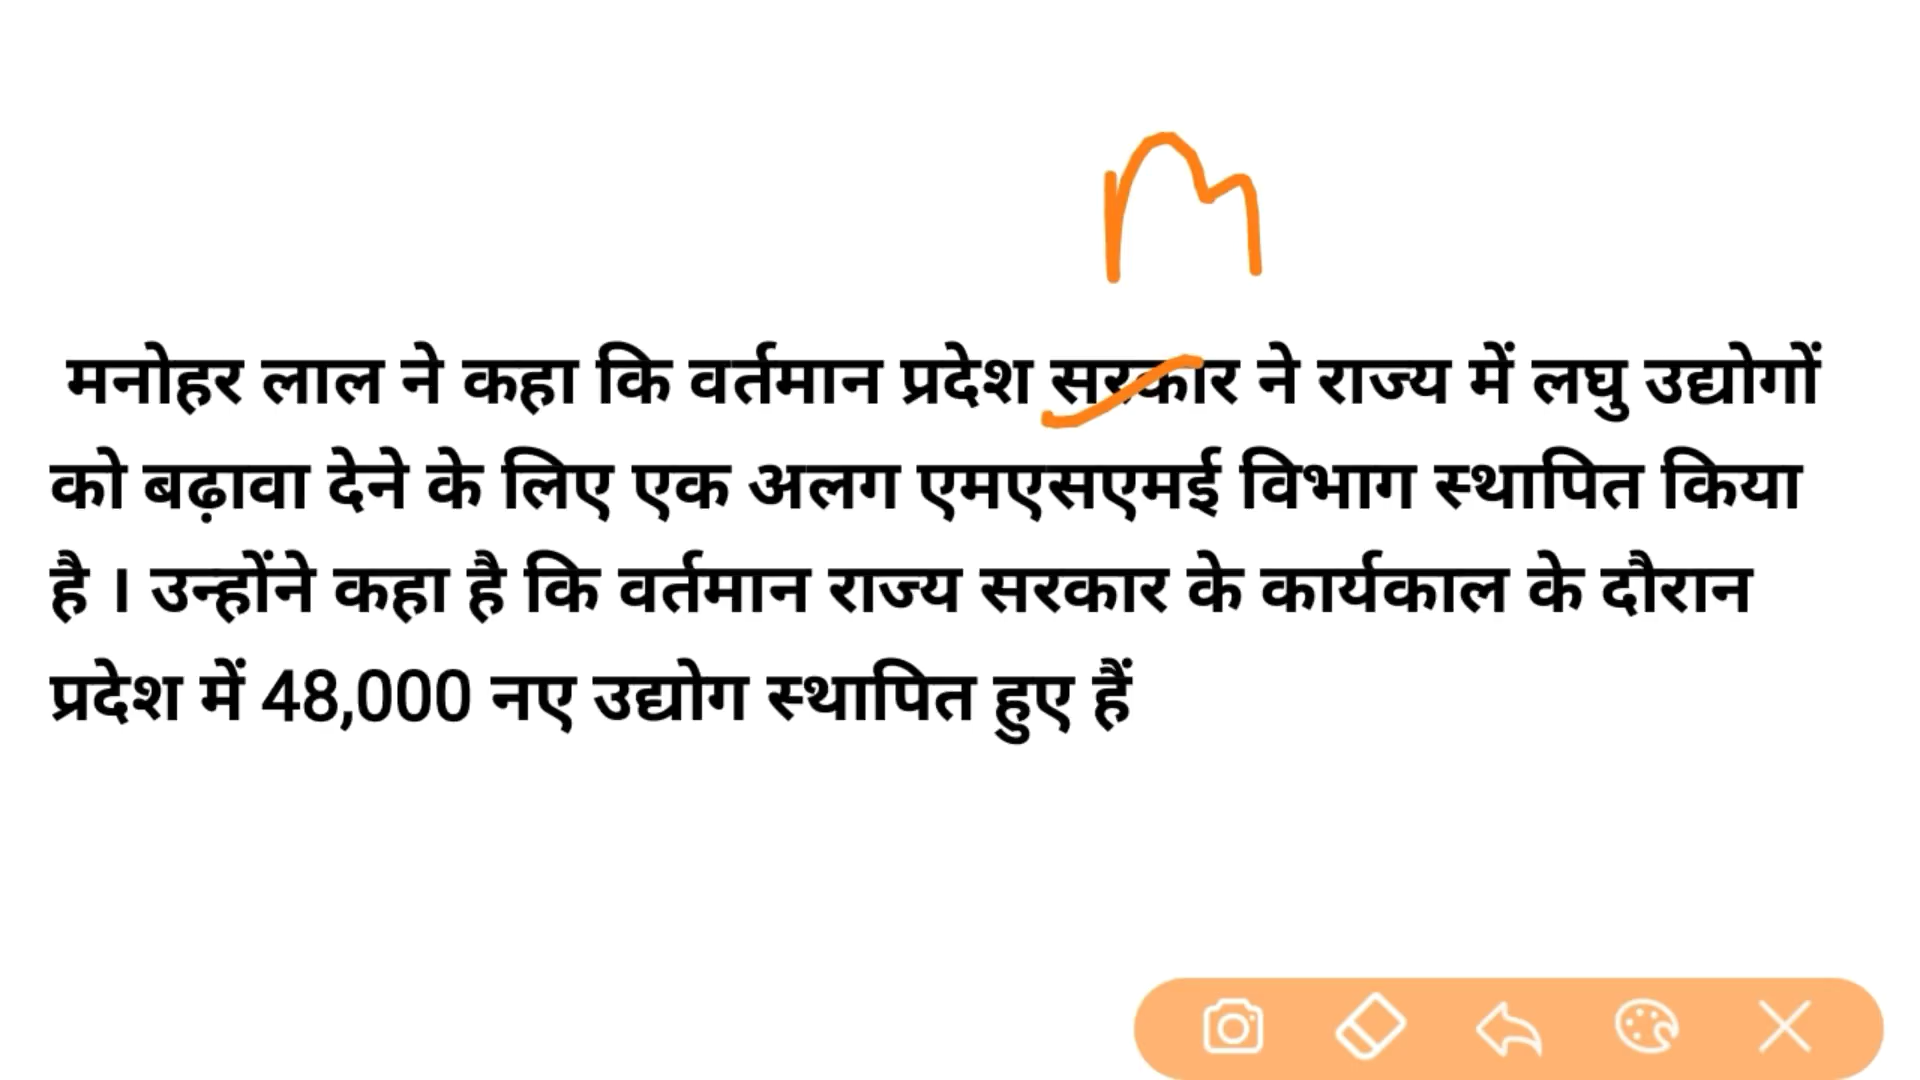 m
मनोहर लाल ने कहा कि वर्तमान प्रदेश सरकार ने राज्य में लघु उद्योगों
को बढ़ावा देने के लिए एक अलग एमएसएमई विभाग स्थापित किया
है । उन्होंने कहा है कि वर्तमान राज्य सरकार के कार्यकाल के दौरान
प्रदेश में 48,000 नए उद्योग स्थापित हुए हैं